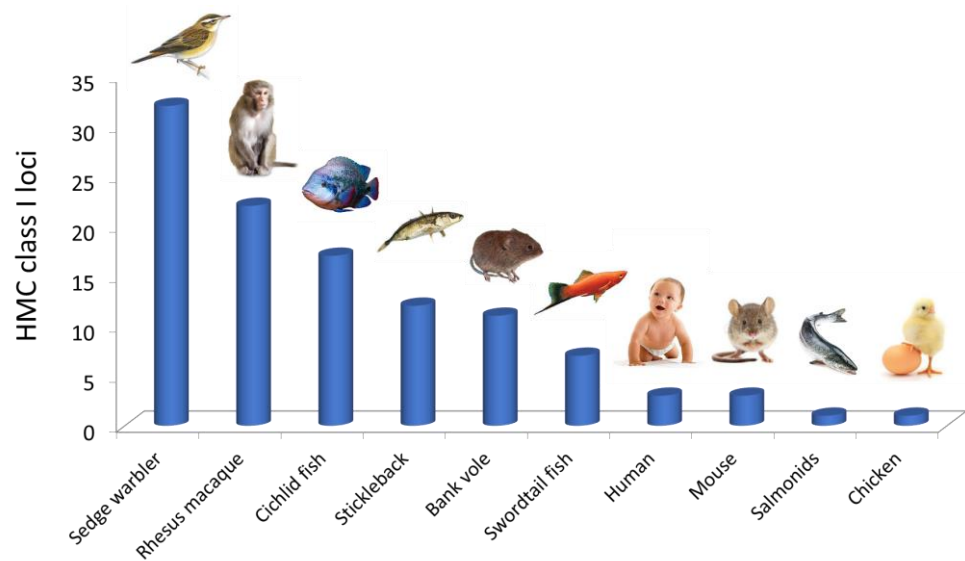 HMC class I loci
35
30
25
20
15
10
5
0
Sedge warbler
Rhesus macaque
Cichlid fish
Stickleback
Bank vole
Swordtail fish
Human
Mouse
Salmonids
Chicken